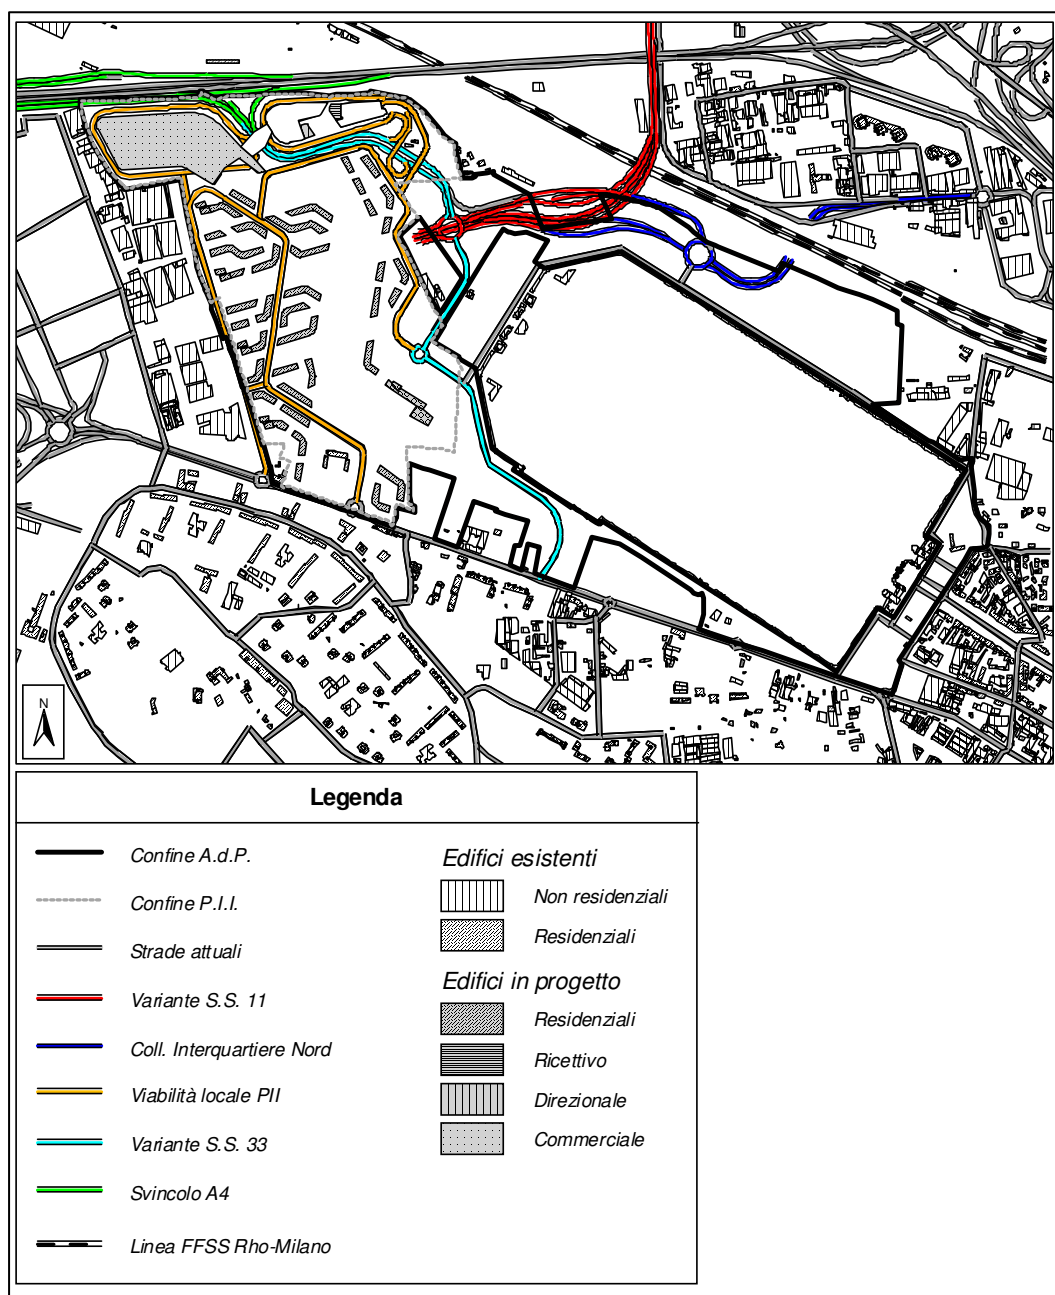 N
Legenda
Confine A.d.P.
Confine P.I.I.
Strade attuali
Variante S.S. 11
Coll. Interquartiere Nord
Viabilità locale PII
Variante S.S. 33
Svincolo A4
Linea FFSS Rho-Milano
Edifici esistenti
Non residenziali
Residenziali
Edifici in progetto
Residenziali
Ricettivo
Direzionale
Commerciale